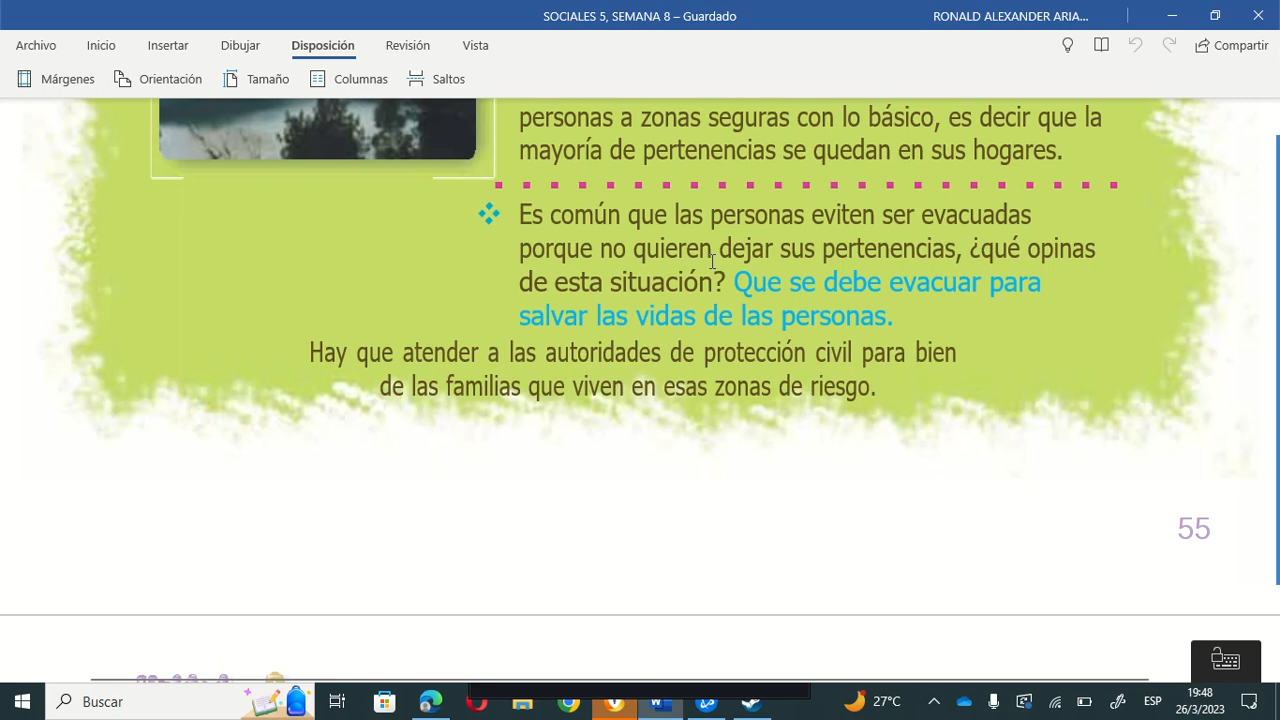 SOCIALES 5, SEMANA 8 – Guardado
RONALD ALEXANDER ARIA...
Archivo Inicio Insertar Dibujar Disposición Revisión Vista
Compartir
Márgenes Orientación Tamaño Columnas Saltos
personas a zonas seguras con lo básico, es decir que la
mayoría de pertenencias se quedan en sus hogares.
Es común que las personas eviten ser evacuadas
porque no quieren dejar sus pertenencias, ¿qué opinas
de esta situación? Que se debe evacuar para
salvar las vidas de las personas.
Hay que atender a las autoridades de protección civil para bien
de las familias que viven en esas zonas de riesgo.
55
Buscar
27°C
ESP
19:48
26/3/2023